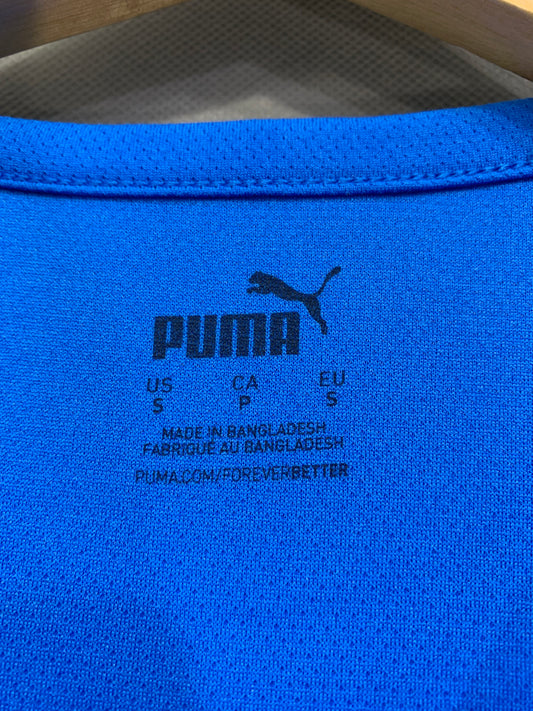 PUMA
US CA EU
S P S
MADE IN BANGLADESH
FABRIQUÉ AU BANGLADESH
PUMA.COM/FOREVERBETTER